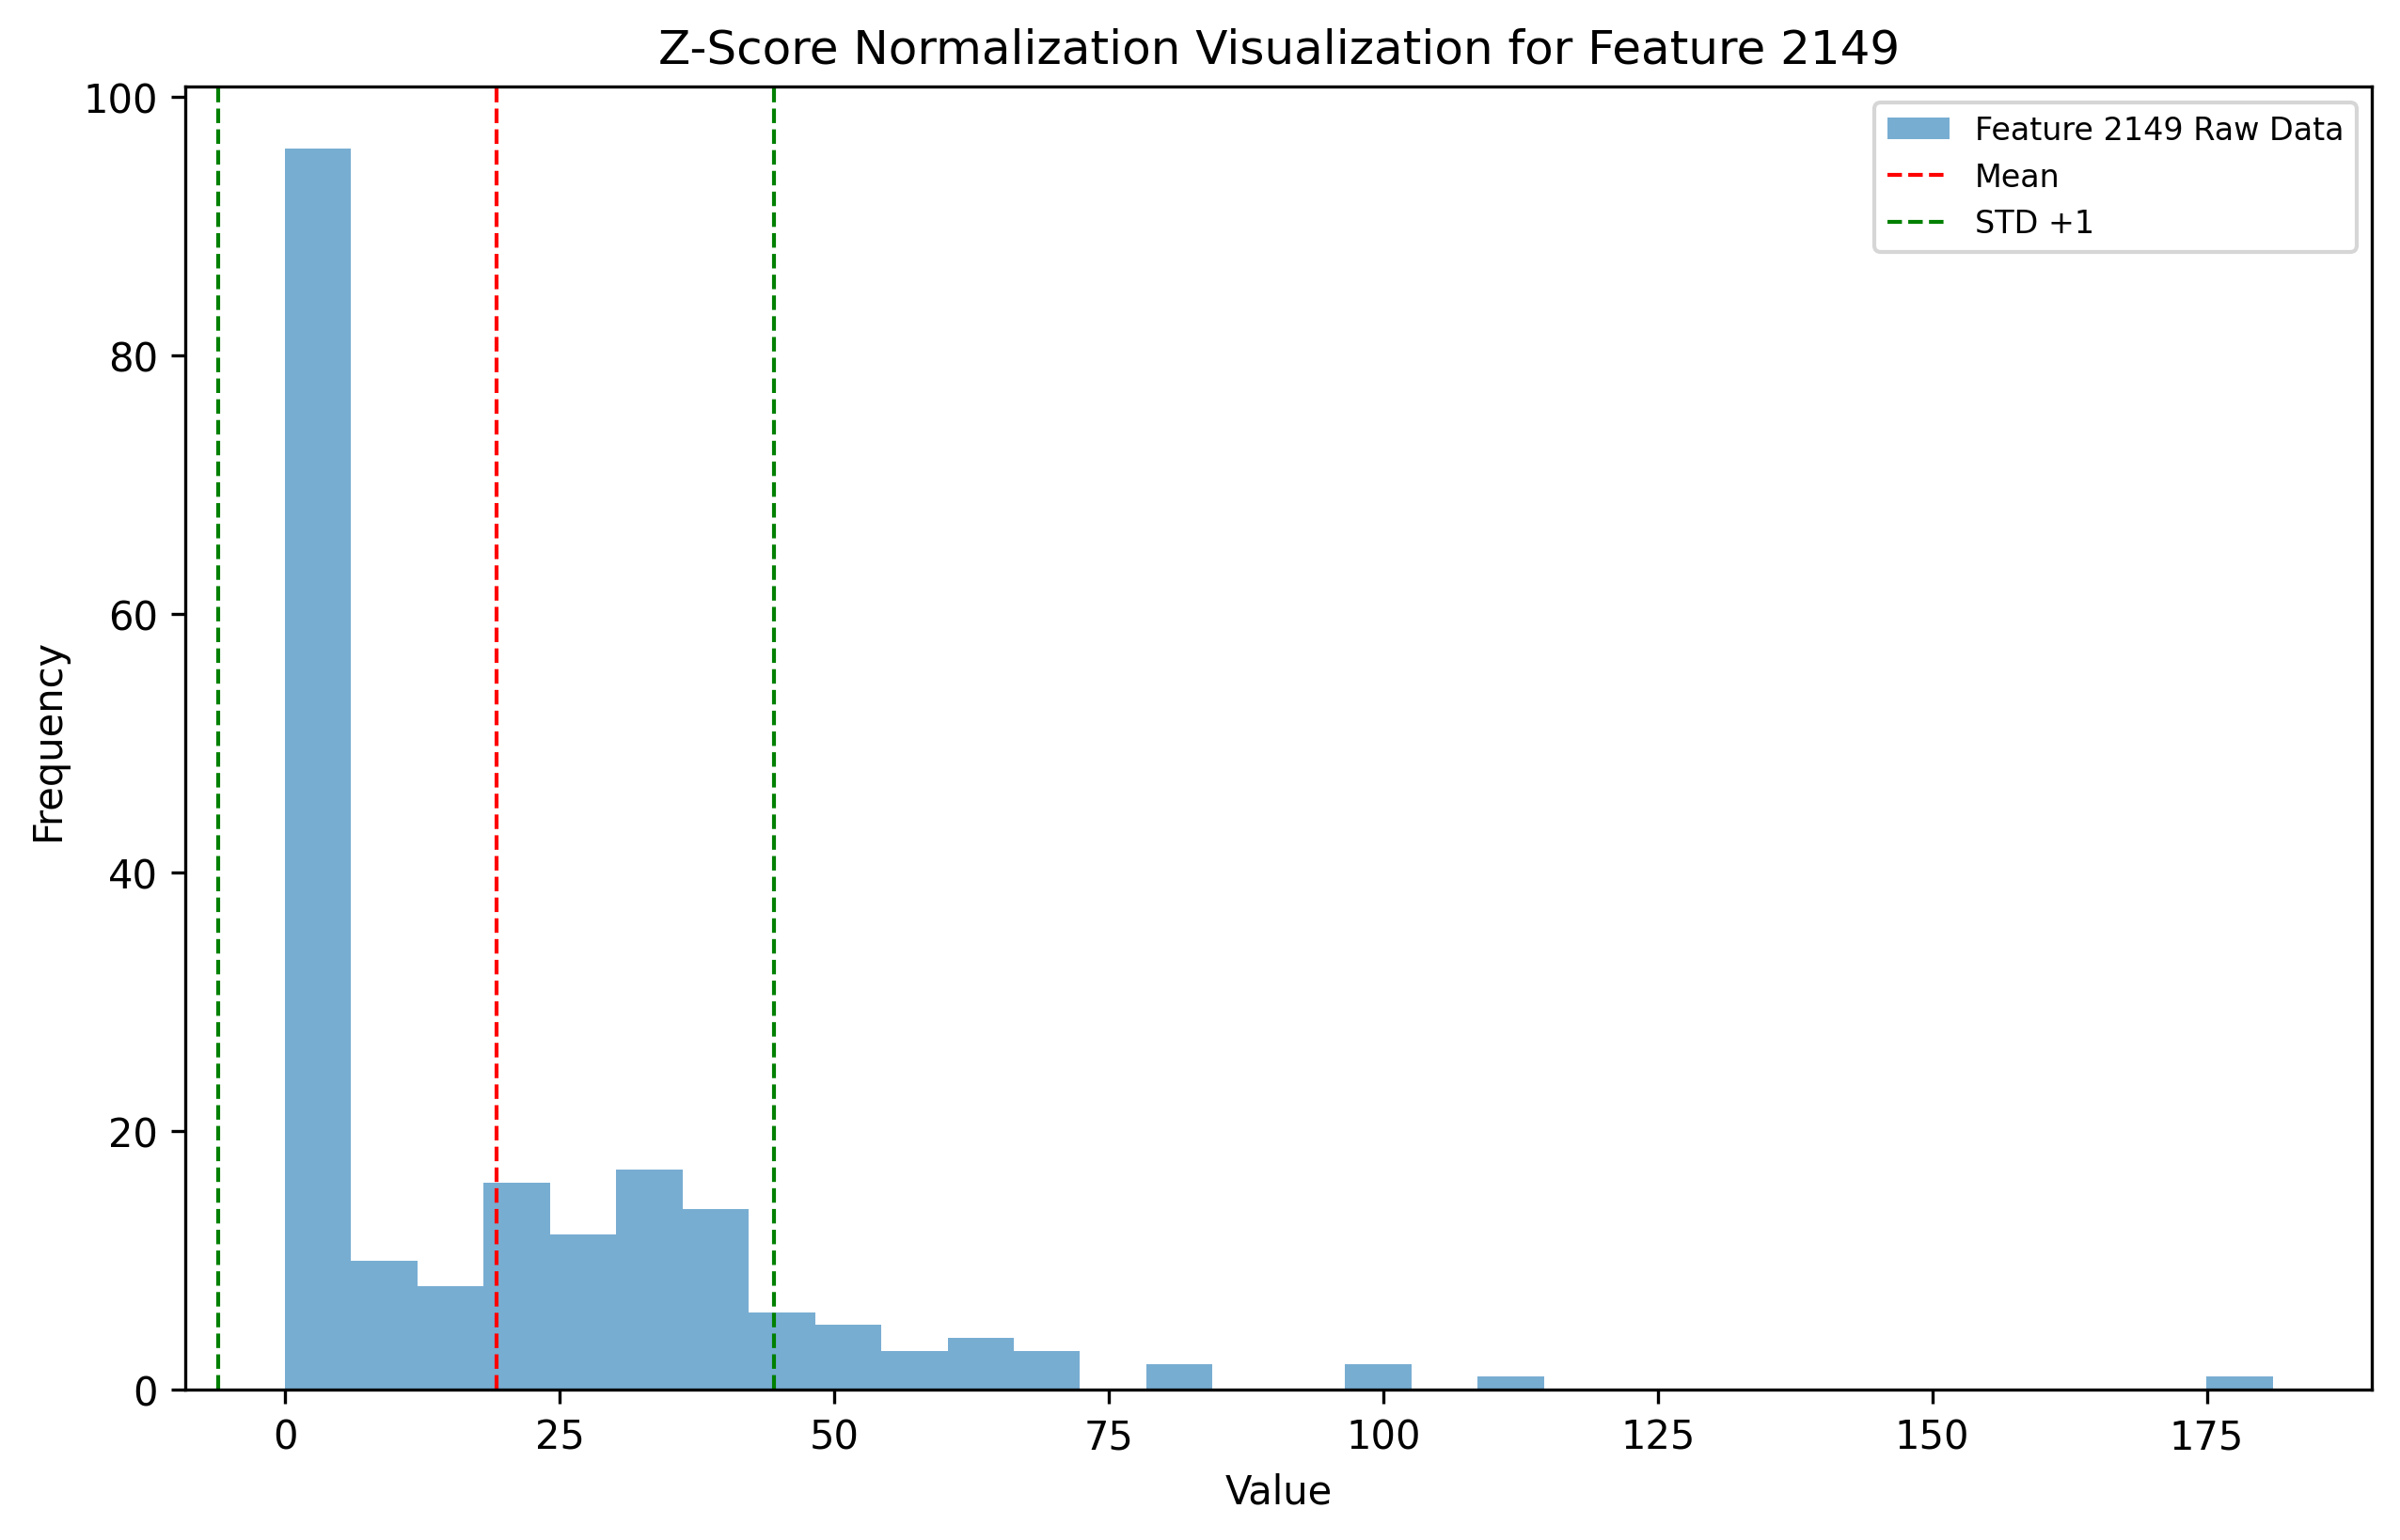 Z-Score Normalization Visualization for Feature 2149
Feature 2149 Raw Data
Mean
STD +1
100
80
60
40
20
0
Frequency
0 25 50 75 100 125 150 175
Value